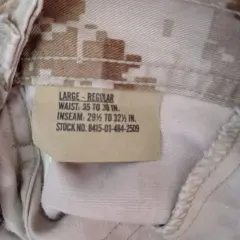 LARGE - REGULAR
WAIST: 35 TO 38 IN.
INSEAM: 29½ TO 32½ IN.
STOCK NO. 8415-01-484-2509